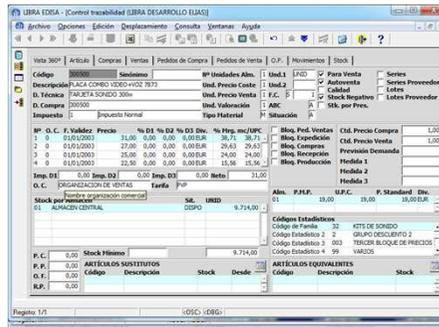 LIBRA EDISA - [Control trazabilidad (LIBRA DESARROLLO ELIAS)]
Archivo Opciones Edición Desplazamiento Consulta Ventanas Ayuda
Vista 360º Artículo Compras Ventas Pedidos de Compra Pedidos de Venta O.F. Movimientos Stock
Código 300500 Sinónimo Nº Unidades Alm. 1 Und.1 UNID Para Venta Series
Descripción PLACA COMBO VIDEO+VOZ 7873 Und. Precio Coste 1 Und.2 Autoventa Series Proveedor
D. Técnica TARJETA SONIDO 300 Und. Precio Venta 1 F.C. S 1 Calidad Lotes
D. Compra 300500 Und. Valoración 1 ABC A Stock Negativo Lotes Proveedor
Impuesto 1 Impuesto Normal Tipo Material M Situación A Stk. por Pres.
Nº O.C. F. Validez Precio % D1 % D2 % D3 Div. % Mrg. mc/UPC
1 0 01/01/2003 31,00 0,00 0,00 0,00 EUR 38,71 38,71
2 0 01/01/2003 27,00 0,00 0,00 0,00 EUR 29,63 29,63
3 0 01/01/2003 25,00 0,00 0,00 0,00 EUR 24,00 24,00
4 0 01/01/2003 22,50 0,00 0,00 0,00 EUR 15,56 15,56
Bloq. Ped. Ventas Ctd. Precio Compra 1,00
Bloq. Expedición Ctd. Precio Venta 1,00
Bloq. Compras Previsión Demanda
Bloq. Recepción Medida 1
Bloq. Producción Medida 2
Medida 3
Imp. D1 0,00 Imp. D2 0,00 Imp. D3 0,00 Neto 31,00
O. C. ORGANIZACION DE VENTAS Tarifa PVP
Nombre organización comercial
Alm. P.M.P. U.P.C. P. Standard Div.
01 19,00 19,00 19,00 EUR
Stock por Almacén Sit. UNID
01 ALMACEN CENTRAL DISPO 9.714,00
Códigos Estadísticos
Código de Familia 32 KITS DE SONIDO
Código Estadístico 2 2 GRUPO DESCUENTO 2
Código Estadístico 3 003 TERCER BLOQUE DE PRECIOS
Código Estadístico 4 99 VARIOS
P. C. 0,00 Stock Mínimo 9.714,00
P. P. 0,00 ARTÍCULOS SUSTITUTOS ARTÍCULOS EQUIVALENTES
O. F. 0,00 Código Descripción Stock Desde Código Descripción Stock
R.P. 0,00
Registro: 1/1 <OSC> <DBG>